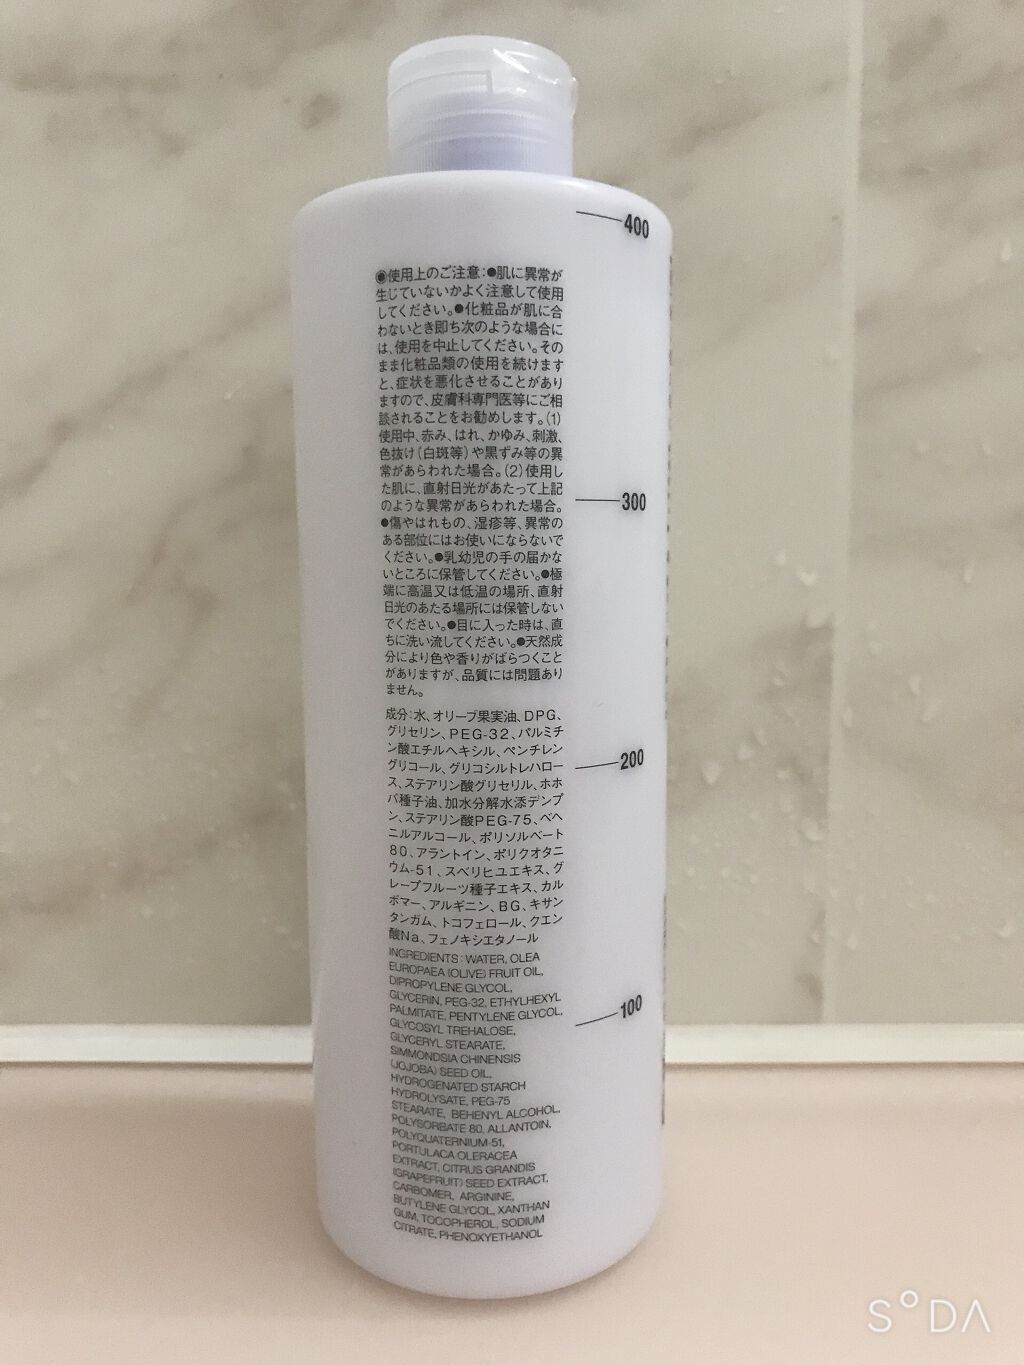 400
◉使用上のご注意:●肌に異常が
生じていないかよく注意して使用
してください。●化粧品が肌に合
わないとき即ち次のような場合に
は、使用を中止してください。その
まま化粧品類の使用を続けます
と、症状を悪化させることがあり
ますので、皮膚科専門医等にご相
談されることをお勧めします。(1)
使用中、赤み、はれ、かゆみ、刺激、
色抜け(白斑等)や黒ずみ等の異
常があらわれた場合。(2)使用し
た肌に、直射日光があたって上記
のような異常があらわれた場合。
300
●傷やはれもの、湿疹等、異常の
ある部位にはお使いにならないで
ください。●乳幼児の手の届かな
いところに保管してください。●極
端に高温又は低温の場所、直射
日光のあたる場所には保管しない
でください。●目に入った時は、直
ちに洗い流してください。●天然成
分により色や香りがばらつくこと
がありますが、品質には問題あり
ません。
成分:水、オリーブ果実油、DPG、
グリセリン、PEG-32、パルミチ
ン酸エチルヘキシル、ペンチレン
グリコール、グリコシルトレハロー
200
ス、ステアリン酸グリセリル、ホホ
バ種子油、加水分解水添デンプ
ン、ステアリン酸PEG-75、ベヘ
ニルアルコール、ポリソルベート
80、アラントイン、ポリクオタニ
ウム-51、スベリヒユエキス、グ
レープフルーツ種子エキス、カル
ボマー、アルギニン、BG、キサン
タンガム、トコフェロール、クエン
酸Na、フェノキシエタノール
INGREDIENTS : WATER, OLEA
EUROPAEA (OLIVE) FRUIT OIL,
DIPROPYLENE GLYCOL,
GLYCERIN, PEG-32, ETHYLHEXYL
PALMITATE, PENTYLENE GLYCOL,
100
GLYCOSYL TREHALOSE,
GLYCERYL STEARATE,
SIMMONDSIA CHINENSIS
(JOJOBA) SEED OIL,
HYDROGENATED STARCH
HYDROLYSATE, PEG-75
STEARATE, BEHENYL ALCOHOL,
POLYSORBATE 80, ALLANTOIN,
POLYQUATERNIUM-51,
PORTULACA OLERACEA
EXTRACT, CITRUS GRANDIS
(GRAPEFRUIT) SEED EXTRACT,
CARBOMER, ARGININE,
BUTYLENE GLYCOL, XANTHAN
GUM, TOCOPHEROL, SODIUM
CITRATE, PHENOXYETHANOL
SODA